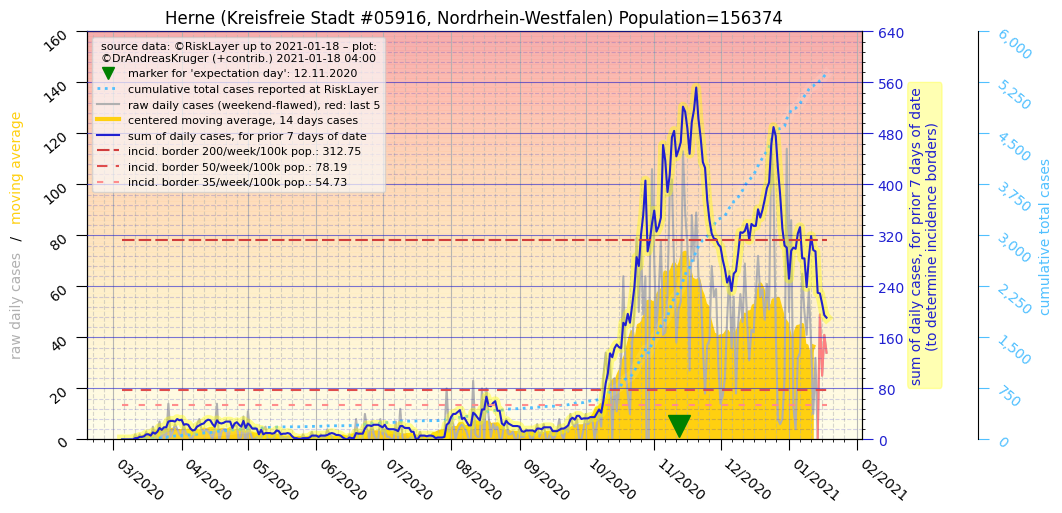 Herne (Kreisfreie Stadt #05916, Nordrhein-Westfalen) Population=156374
source data: ©RiskLayer up to 2021-01-18 – plot:
©DrAndreasKruger (+contrib.) 2021-01-18 04:00
marker for 'expectation day': 12.11.2020
cumulative total cases reported at RiskLayer
raw daily cases (weekend-flawed), red: last 5
centered moving average, 14 days cases
sum of daily cases, for prior 7 days of date
incid. border 200/week/100k pop.: 312.75
incid. border 50/week/100k pop.: 78.19
incid. border 35/week/100k pop.: 54.73
raw daily cases / moving average
160
140
120
100
80
60
40
20
0
03/2020
04/2020
05/2020
06/2020
07/2020
08/2020
09/2020
10/2020
11/2020
12/2020
01/2021
02/2021
640
560
480
400
320
240
160
80
0
sum of daily cases, for prior 7 days of date
(to determine incidence borders)
6,000
5,250
4,500
3,750
3,000
2,250
1,500
750
0
cumulative total cases